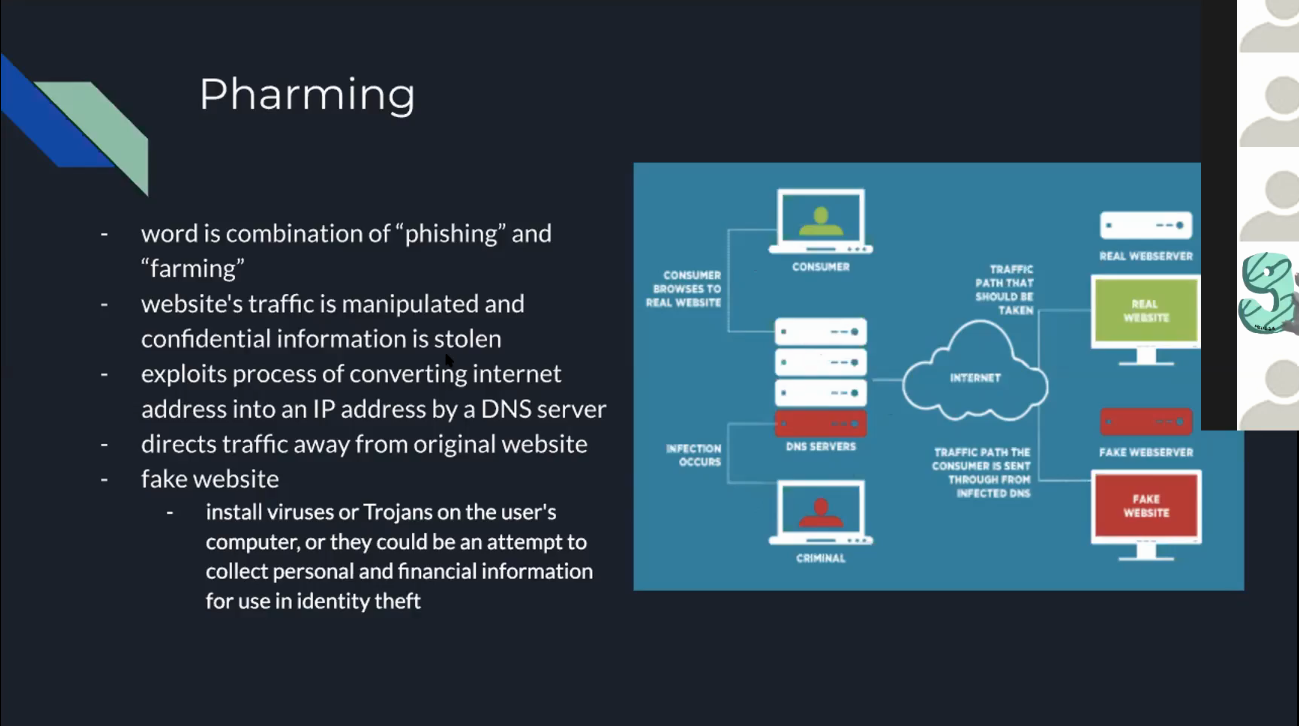 Pharming
- word is combination of “phishing” and
“farming”
- website's traffic is manipulated and
confidential information is stolen
- exploits process of converting internet
address into an IP address by a DNS server
- directs traffic away from original website
- fake website
- install viruses or Trojans on the user's
computer, or they could be an attempt to
collect personal and financial information
for use in identity theft
CONSUMER
CONSUMER
BROWSES TO
REAL WEBSITE
DNS SERVERS
INFECTION
OCCURS
CRIMINAL
INTERNET
TRAFFIC
PATH THAT
SHOULD BE
TAKEN
TRAFFIC PATH THE
CONSUMER IS SENT
THROUGH FROM
INFECTED DNS
REAL WEBSERVER
REAL
WEBSITE
FAKE WEBSERVER
FAKE
WEBSITE